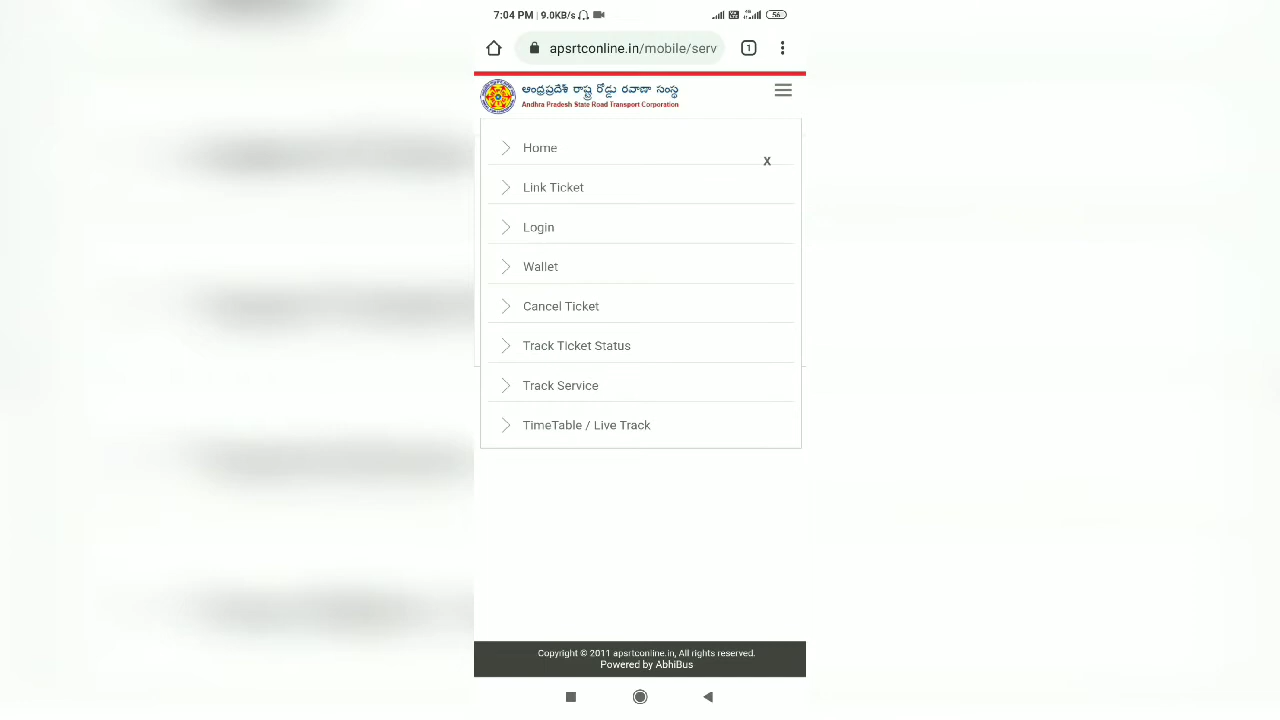 7:04 PM | 9.0KB/s 4G 56
apsrtconline.in/mobile/serv 1
ఆంధ్రప్రదేశ్ రాష్ట్ర రోడ్డు రవాణా సంస్థ
Andhra Pradesh State Road Transport Corporation
Home
x
Link Ticket
Login
Wallet
Cancel Ticket
Track Ticket Status
Track Service
TimeTable / Live Track
Copyright © 2011 apsrtconline.in, All rights reserved.
Powered by AbhiBus